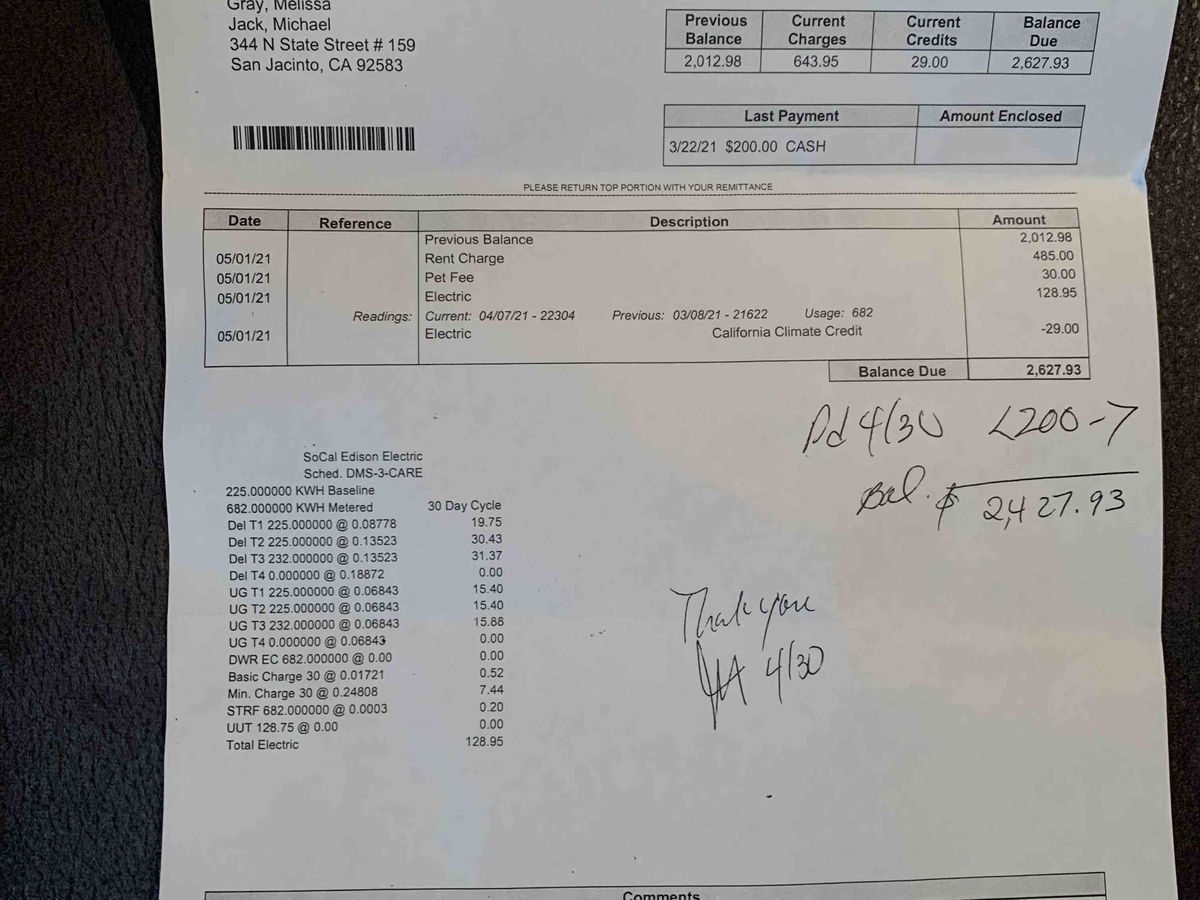 Gray, Melissa
Jack, Michael
344 N State Street # 159
San Jacinto, CA 92583
Previous Balance Current Charges Current Credits Balance Due
2,012.98 643.95 29.00 2,627.93
Last Payment Amount Enclosed
3/22/21 $200.00 CASH
PLEASE RETURN TOP PORTION WITH YOUR REMITTANCE
Date Reference Description Amount
Previous Balance 2,012.98
05/01/21 Rent Charge 485.00
05/01/21 Pet Fee 30.00
05/01/21 Electric 128.95
Readings: Current: 04/07/21 - 22304 Previous: 03/08/21 - 21622 Usage: 682
05/01/21 Electric California Climate Credit -29.00
Balance Due 2,627.93
Pd 4/30 <200->
Bal. $ 2,427.93
SoCal Edison Electric
Sched. DMS-3-CARE
225.000000 KWH Baseline
682.000000 KWH Metered 30 Day Cycle
Del T1 225.000000 @ 0.08778 19.75
Del T2 225.000000 @ 0.13523 30.43
Del T3 232.000000 @ 0.13523 31.37
Del T4 0.000000 @ 0.18872 0.00
UG T1 225.000000 @ 0.06843 15.40
UG T2 225.000000 @ 0.06843 15.40
UG T3 232.000000 @ 0.06843 15.88
UG T4 0.000000 @ 0.06843 0.00
DWR EC 682.000000 @ 0.00 0.00
Basic Charge 30 @ 0.01721 0.52
Min. Charge 30 @ 0.24808 7.44
STRF 682.000000 @ 0.0003 0.20
UUT 128.75 @ 0.00 0.00
Total Electric 128.95
Thank you
4/30
Comments